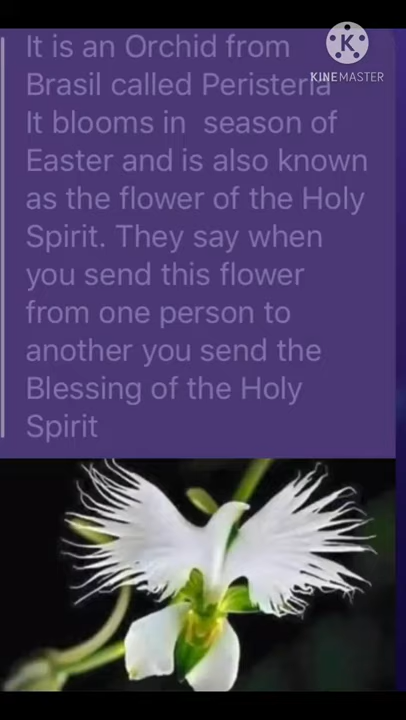 It is an Orchid from
Brasil called Peristeria
It blooms in season of
Easter and is also known
as the flower of the Holy
Spirit. They say when
you send this flower
from one person to
another you send the
Blessing of the Holy
Spirit
K
KINEMASTER